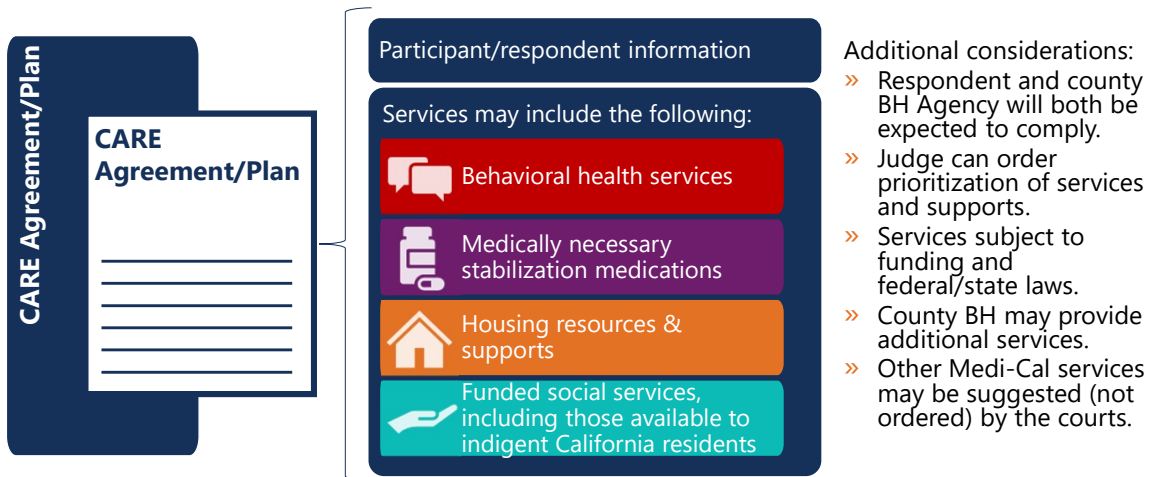 CARE Agreement/Plan
CARE
Agreement/Plan
Participant/respondent information
Services may include the following:
Behavioral health services
Medically necessary
stabilization medications
Housing resources &
supports
Funded social services,
including those available to
indigent California residents
Additional considerations:
» Respondent and county
BH Agency will both be
expected to comply.
» Judge can order
prioritization of services
and supports.
» Services subject to
funding and
federal/state laws.
» County BH may provide
additional services.
» Other Medi-Cal services
may be suggested (not
ordered) by the courts.